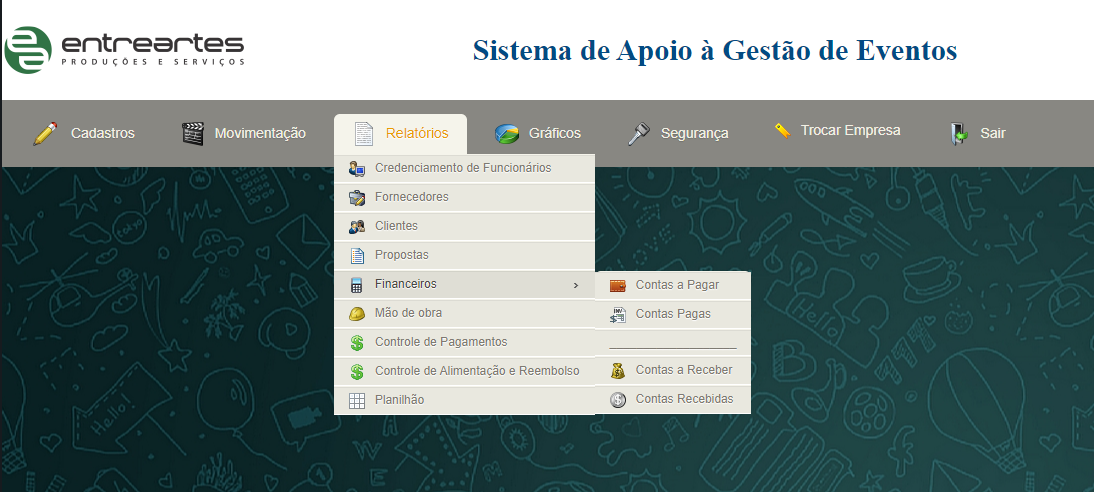 entreartes
PRODUÇÕES E SERVIÇOS
Sistema de Apoio à Gestão de Eventos
Cadastros
Movimentação
Relatórios
Gráficos
Segurança
Trocar Empresa
Sair
Credenciamento de Funcionários
Fornecedores
Clientes
Propostas
Financeiros
Mão de obra
Controle de Pagamentos
Controle de Alimentação e Reembolso
Planilhão
Contas a Pagar
Contas Pagas
Contas a Receber
Contas Recebidas
Hello!
Hello